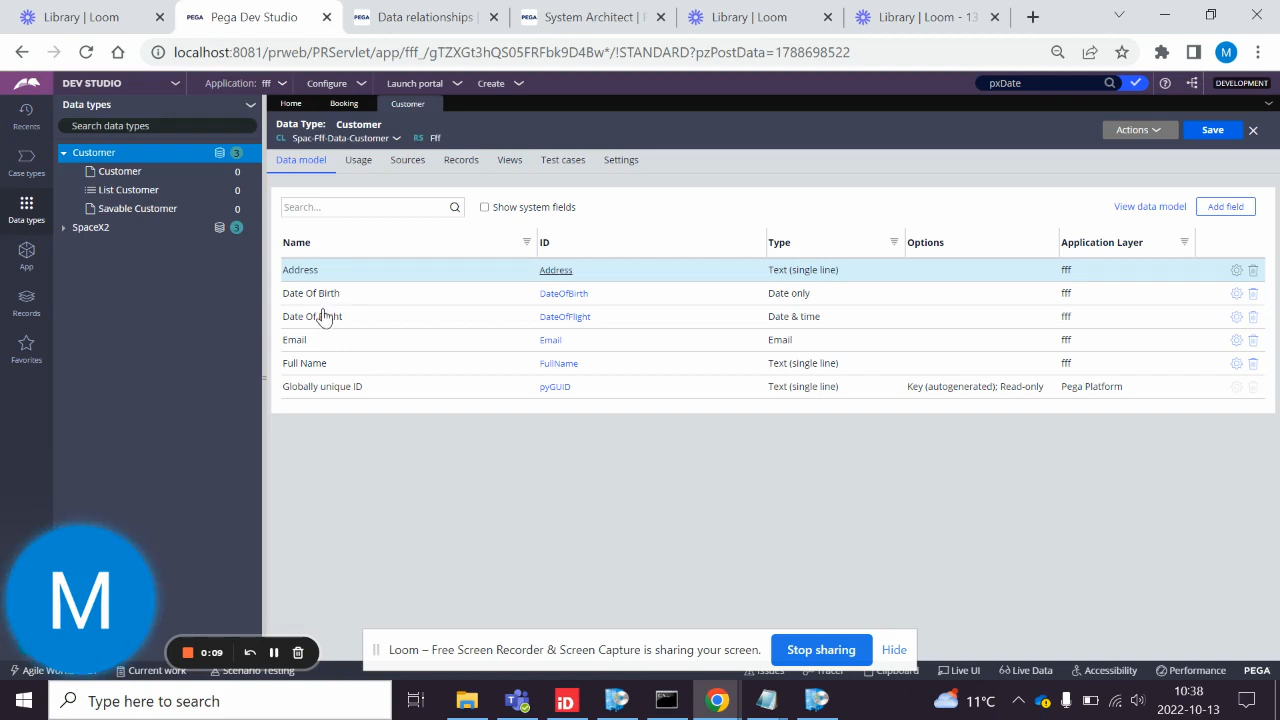 Library | Loom
Pega Dev Studio
Data relationships |
System Architect | P
Library | Loom
Library | Loom - 13
localhost:8081/prweb/PRServlet/app/fff_/gTZXGt3hQS05FRFbk9D4Bw*/!STANDARD?pzPostData=1788698522
M
DEV STUDIO
Application: fff
Configure
Launch portal
Create
pxDate
DEVELOPMENT
Data types
Home
Booking
Customer
Recents
Search data types
Data Type: Customer
CL Spac-Fff-Data-Customer RS Fff
Actions
Save
Customer 3
Data model
Usage
Sources
Records
Views
Test cases
Settings
Case types
Customer 0
List Customer 0
Savable Customer 0
SpaceX2 3
Data types
Search...
Show system fields
View data model
Add field
Name ID Type Options Application Layer
Address Address Text (single line) fff
Date Of Birth DateOfBirth Date only fff
DateOfFlight Date & time fff
Email Email Email fff
Full Name FullName Text (single line) fff
Globally unique ID pyGUID Text (single line) Key (autogenerated); Read-only Pega Platform
App
Records
Favorites
M
0:09
Loom – Free Screen Recorder & Screen Capture is sharing your screen.
Stop sharing
Hide
Current work
Live UI
Live Data
Accessibility
Performance
PEGA
Type here to search
11°C
10:38
2022-10-13